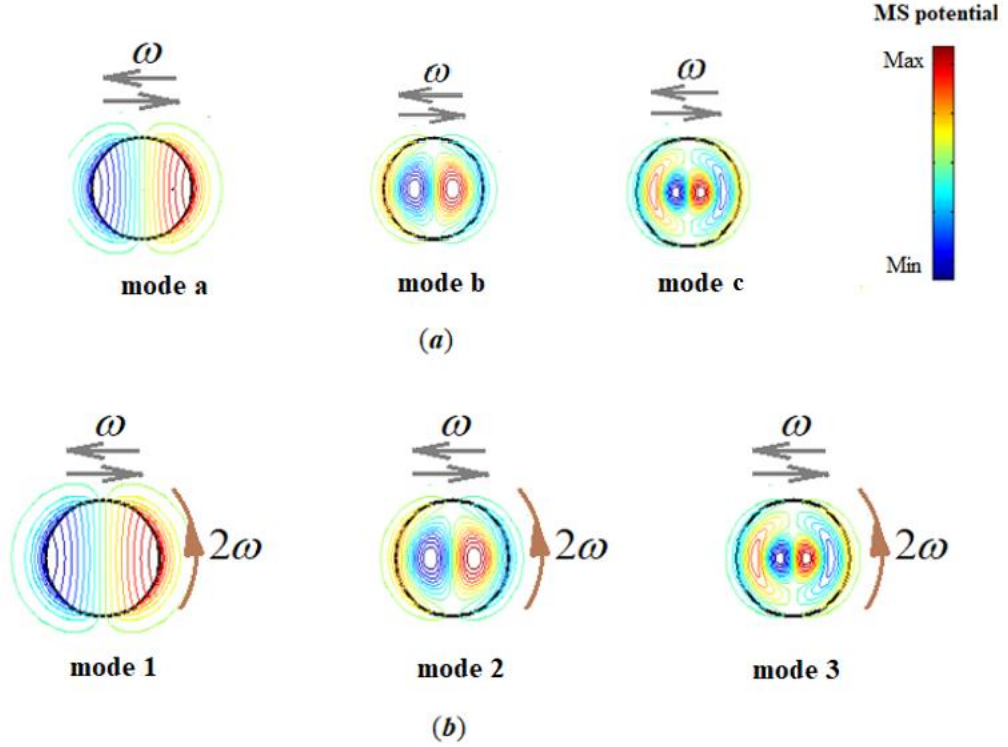 MS potential
Max
Min
ω
ω
ω
mode a
mode b
mode c
(a)
ω
ω
ω
2ω
2ω
2ω
mode 1
mode 2
mode 3
(b)